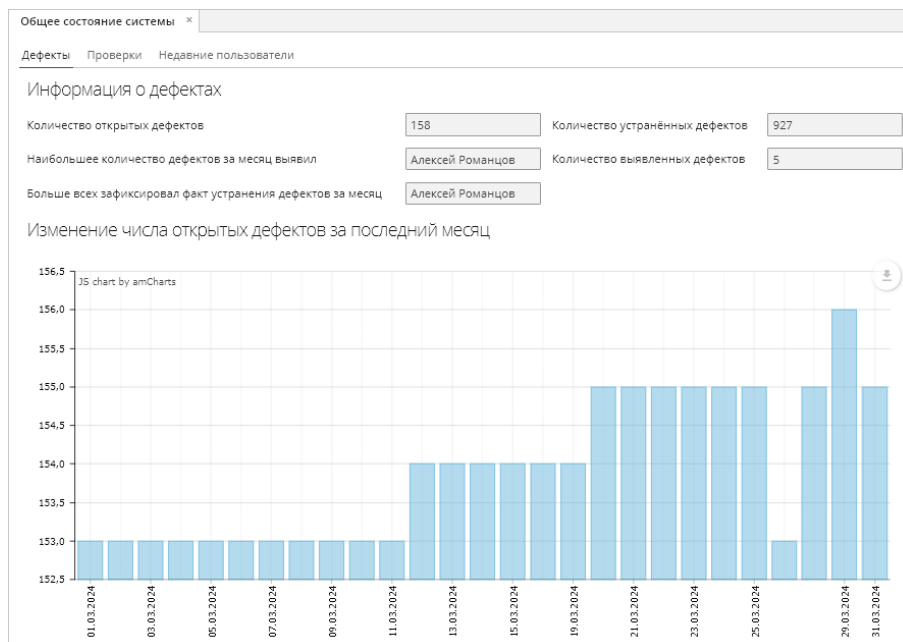 Общее состояние системы ×
Дефекты Проверки Недавние пользователи
Информация о дефектах
Количество открытых дефектов 158 Количество устранённых дефектов 927
Наибольшее количество дефектов за месяц выявил Алексей Романцов Количество выявленных дефектов 5
Больше всех зафиксировал факт устранения дефектов за месяц Алексей Романцов
Изменение числа открытых дефектов за последний месяц
156,5
JS chart by amCharts
156,0
155,5
155,0
154,5
154,0
153,5
153,0
152,5
01.03.2024 03.03.2024 05.03.2024 07.03.2024 09.03.2024 11.03.2024 13.03.2024 15.03.2024 19.03.2024 21.03.2024 23.03.2024 25.03.2024 29.03.2024 31.03.2024